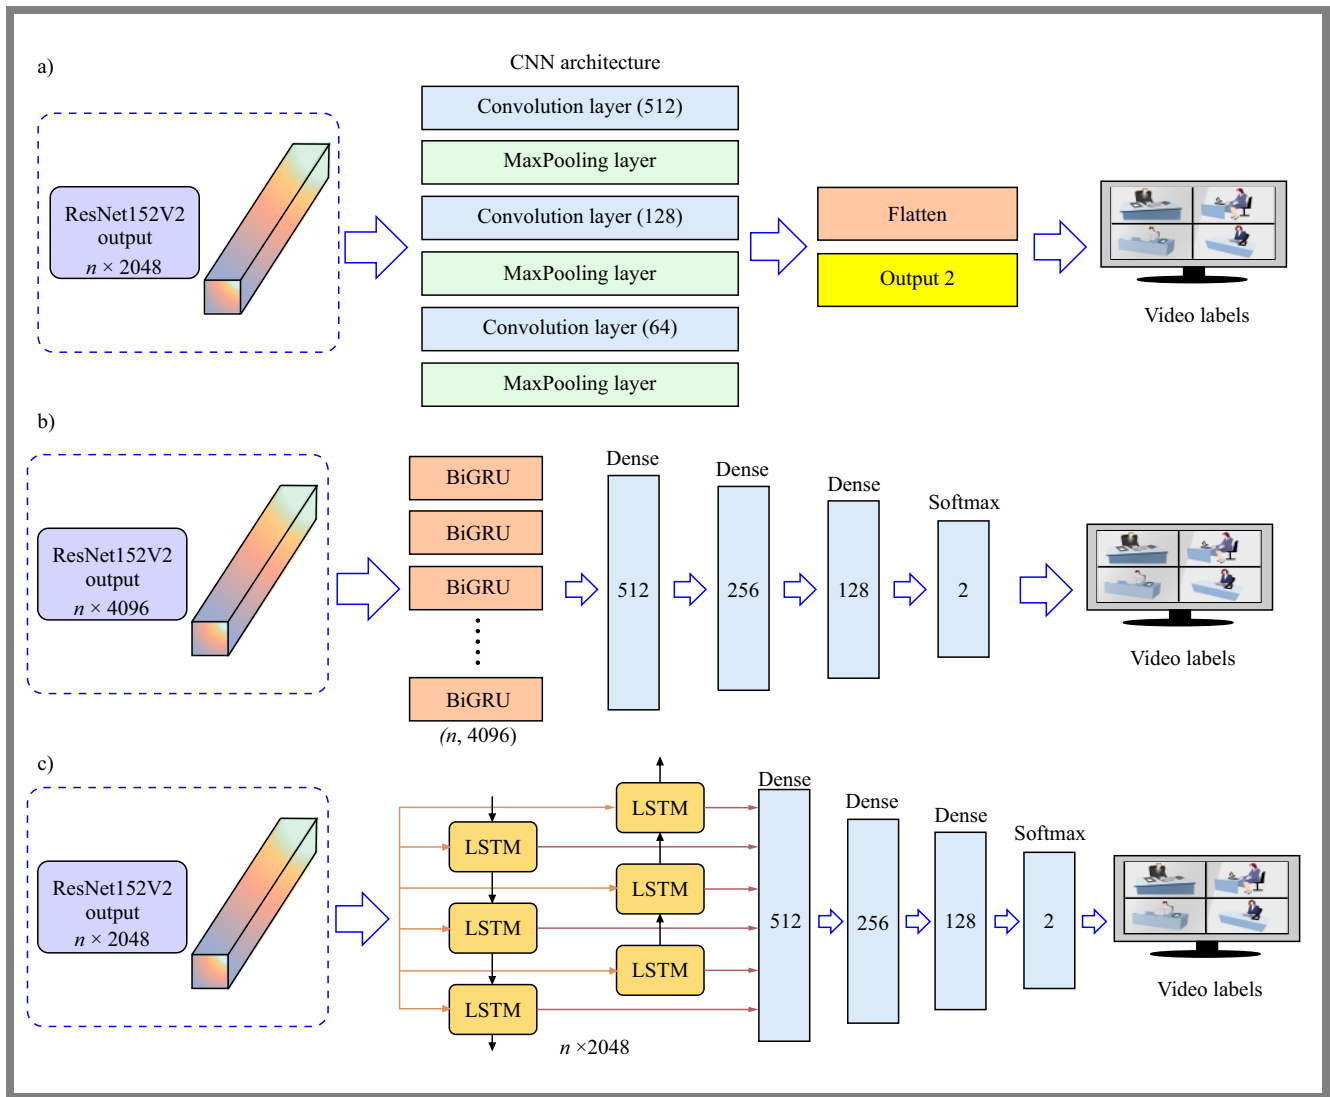 a)
CNN architecture
ResNet152V2
output
n × 2048
Convolution layer (512)
MaxPooling layer
Convolution layer (128)
MaxPooling layer
Convolution layer (64)
MaxPooling layer
Flatten
Output 2
Video labels
b)
ResNet152V2
output
n × 4096
BiGRU
BiGRU
BiGRU
BiGRU
(n, 4096)
Dense
512
Dense
256
Dense
128
Softmax
2
Video labels
c)
ResNet152V2
output
n × 2048
LSTM
LSTM
LSTM
LSTM
LSTM
LSTM
n ×2048
Dense
512
Dense
256
Dense
128
Softmax
2
Video labels